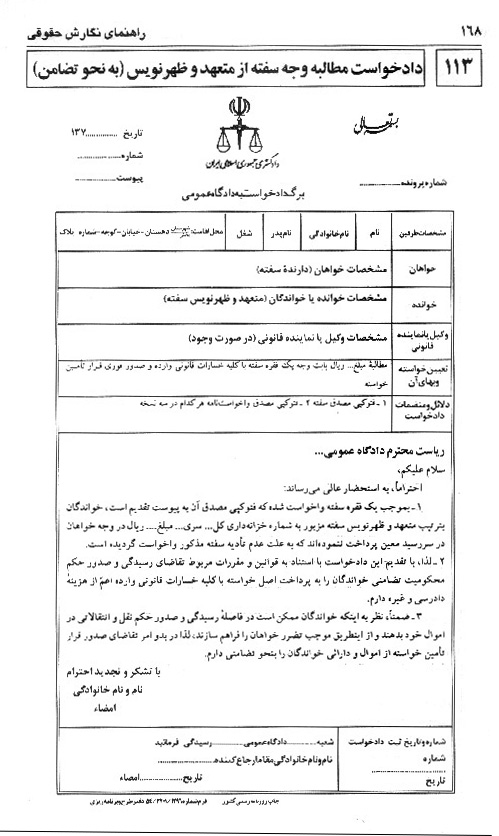 ۱۶۸
راهنمای نگارش حقوقی
۱۱۳
دادخواست مطالبه وجه سفته از متعهد و ظهرنویس (به نحو تضامن)
بسمه‌تعالی
تاریخ .............. ۱۳۷
شماره..................
پیوست..................
دادگستری جمهوری اسلامی ایران
شماره پرونده..................
برگ دادخواست به دادگاه عمومی
مشخصات طرفین
نام
نام‌خانوادگی
نام‌پدر
شغل
محل اقامت: شهرستان دهستان-خیابان-کوچه-شماره پلاک
خواهان
مشخصات خواهان (دارندهٔ سفته)
خوانده
مشخصات خوانده یا خواندگان (متعهد و ظهرنویس سفته)
وکیل یا نماینده قانونی
مشخصات وکیل یا نماینده قانونی (در صورت وجود)
تعیین خواسته وبهای آن
مطالبهٔ مبلغ... ریال بابت وجه یک فقره سفته با کلیه خسارات قانونی وارده و صدور فوری قرار تأمین
خواسته
دلائل و منضمات دادخواست
۱ - فتوکپی مصدق سفته ۲ - فتوکپی مصدق واخواست‌نامه هر کدام در سه نسخه
ریاست محترم دادگاه عمومی...
سلام علیکم،
احتراماً، به استحضار عالی می‌رساند:
۱-بموجب یک فقره سفته واخواست شده که فتوکپی مصدق آن به پیوست تقدیم است، خواندگان
بترتیب متعهد و ظهرنویس سفته مزبور به شماره خزانه‌داری کل... سری... مبلغ.... ریال در وجه خواهان
در سررسید معین پرداخت ننموده‌اند که به علت عدم تأدیه سفته مذکور واخواست گردیده است.
۲- لذا، با تقدیم این دادخواست با استناد به قوانین و مقررات مربوط تقاضای رسیدگی و صدور حکم
محکومیت تضامنی خواندگان را به پرداخت اصل خواسته با کلیه خسارات قانونی وارده اعم از هزینهٔ
دادرسی و غیره دارم.
۳- ضمناً، نظر به اینکه خواندگان ممکن است در فاصلهٔ رسیدگی و صدور حکم نقل و انتقالاتی در
اموال خود بدهند و از اینطریق موجب تضرر خواهان را فراهم سازند، لذا در بدو امر تقاضای صدور قرار
تأمین خواسته از اموال و دارائی خواندگان را بنحو تضامنی دارم.
با تشکر و تجدید احترام
نام و نام خانوادگی
امضاء
شماره و تاریخ ثبت دادخواست
شماره
تاریخ
شعبه..............دادگاه عمومی..............رسیدگی فرمائید
نام و نام خانوادگی مقام ارجاع کننده..................
تاریخ..................امضاء
چاپ روزنامه رسمی کشور